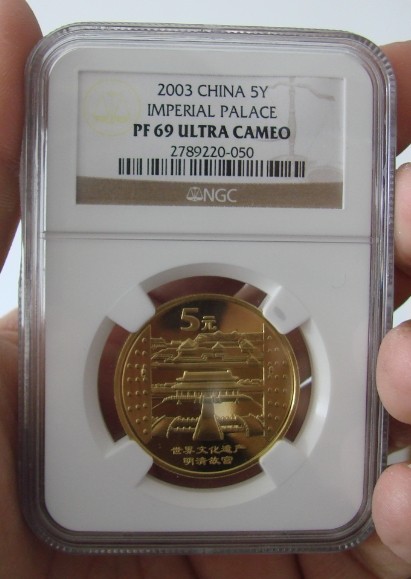 2003 CHINA 5Y
IMPERIAL PALACE
PF 69 ULTRA CAMEO
2789220-050
NGC
5元
世界文化遗产
明清故宫